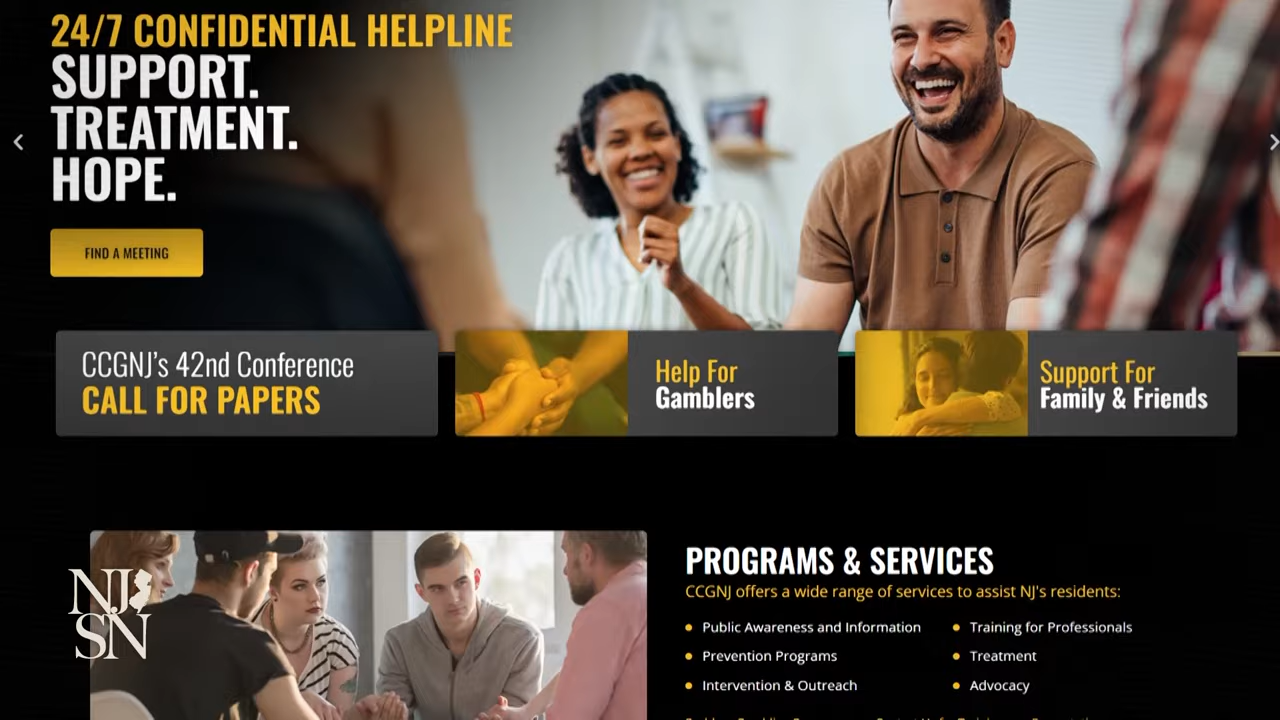 24/7 CONFIDENTIAL HELPLINE
SUPPORT.
TREATMENT.
HOPE.
FIND A MEETING
CCGNJ's 42nd Conference
CALL FOR PAPERS
Help For
Gamblers
Support For
Family & Friends
NJ
SN
PROGRAMS & SERVICES
CCGNJ offers a wide range of services to assist NJ's residents:
Public Awareness and Information
Prevention Programs
Intervention & Outreach
Training for Professionals
Treatment
Advocacy